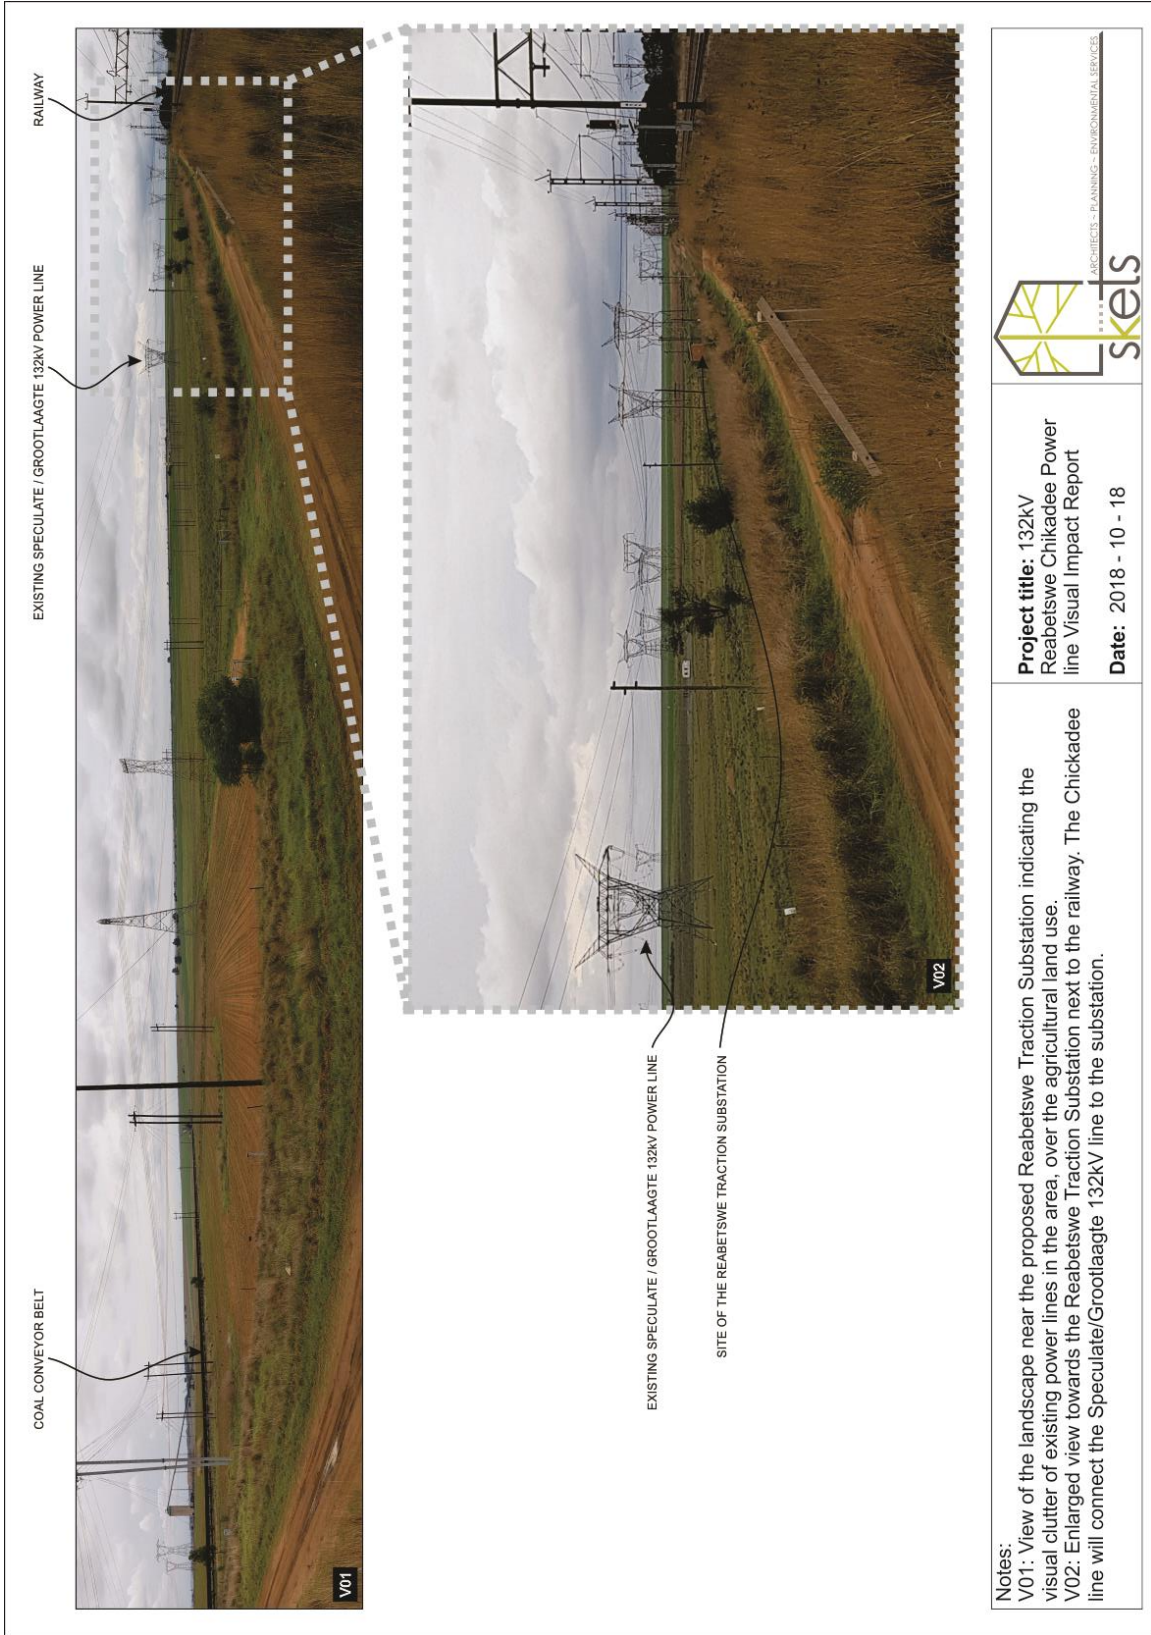 COAL CONVEYOR BELT
EXISTING SPECULATE / GROOTLAAGTE 132kV POWER LINE
RAILWAY
V01
EXISTING SPECULATE / GROOTLAAGTE 132kV POWER LINE
SITE OF THE REABETSWE TRACTION SUBSTATION
V02
Notes:
V01: View of the landscape near the proposed Reabetswe Traction Substation indicating the
visual clutter of existing power lines in the area, over the agricultural land use.
V02: Enlarged view towards the Reabetswe Traction Substation next to the railway. The Chickadee
line will connect the Speculate/Grootlaagte 132kV line to the substation.
Project title: 132kV
Reabetswe Chikadee Power
line Visual Impact Report
Date: 2018 - 10 - 18
skets
ARCHITECTS ~ PLANNING ~ ENVIRONMENTAL SERVICES